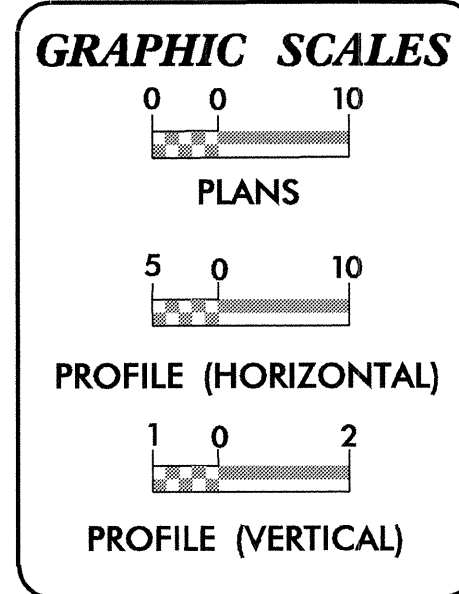 GRAPHIC SCALES
0 0 10
PLANS
5 0 10
PROFILE (HORIZONTAL)
1 0 2
PROFILE (VERTICAL)